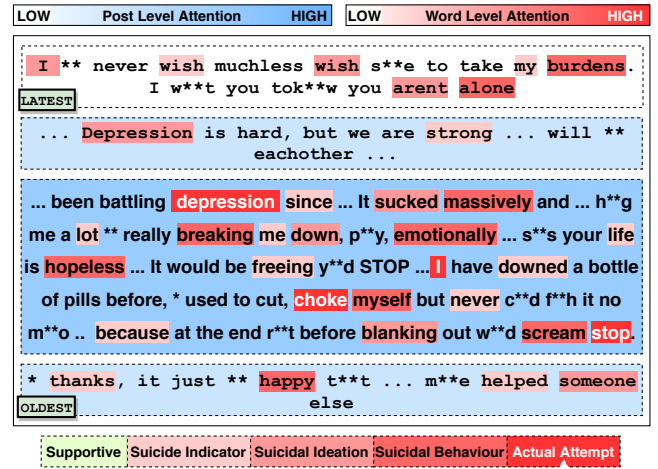 LOW Post Level Attention HIGH LOW Word Level Attention HIGH
I ** never wish muchless wish s**e to take my burdens.
I w**t you tok**w you arent alone
LATEST
... Depression is hard, but we are strong ... will **
eachother ...
... been battling depression since ... It sucked massively and ... h**g
me a lot ** really breaking me down, p**y, emotionally ... s**s your life
is hopeless ... It would be freeing y**d STOP ... I have downed a bottle
of pills before, * used to cut, choke myself but never c**d f**h it no
m**o .. because at the end r**t before blanking out w**d scream stop.
* thanks, it just ** happy t**t ... m**e helped someone
else
OLDEST
Supportive Suicide Indicator Suicidal Ideation Suicidal Behaviour Actual Attempt